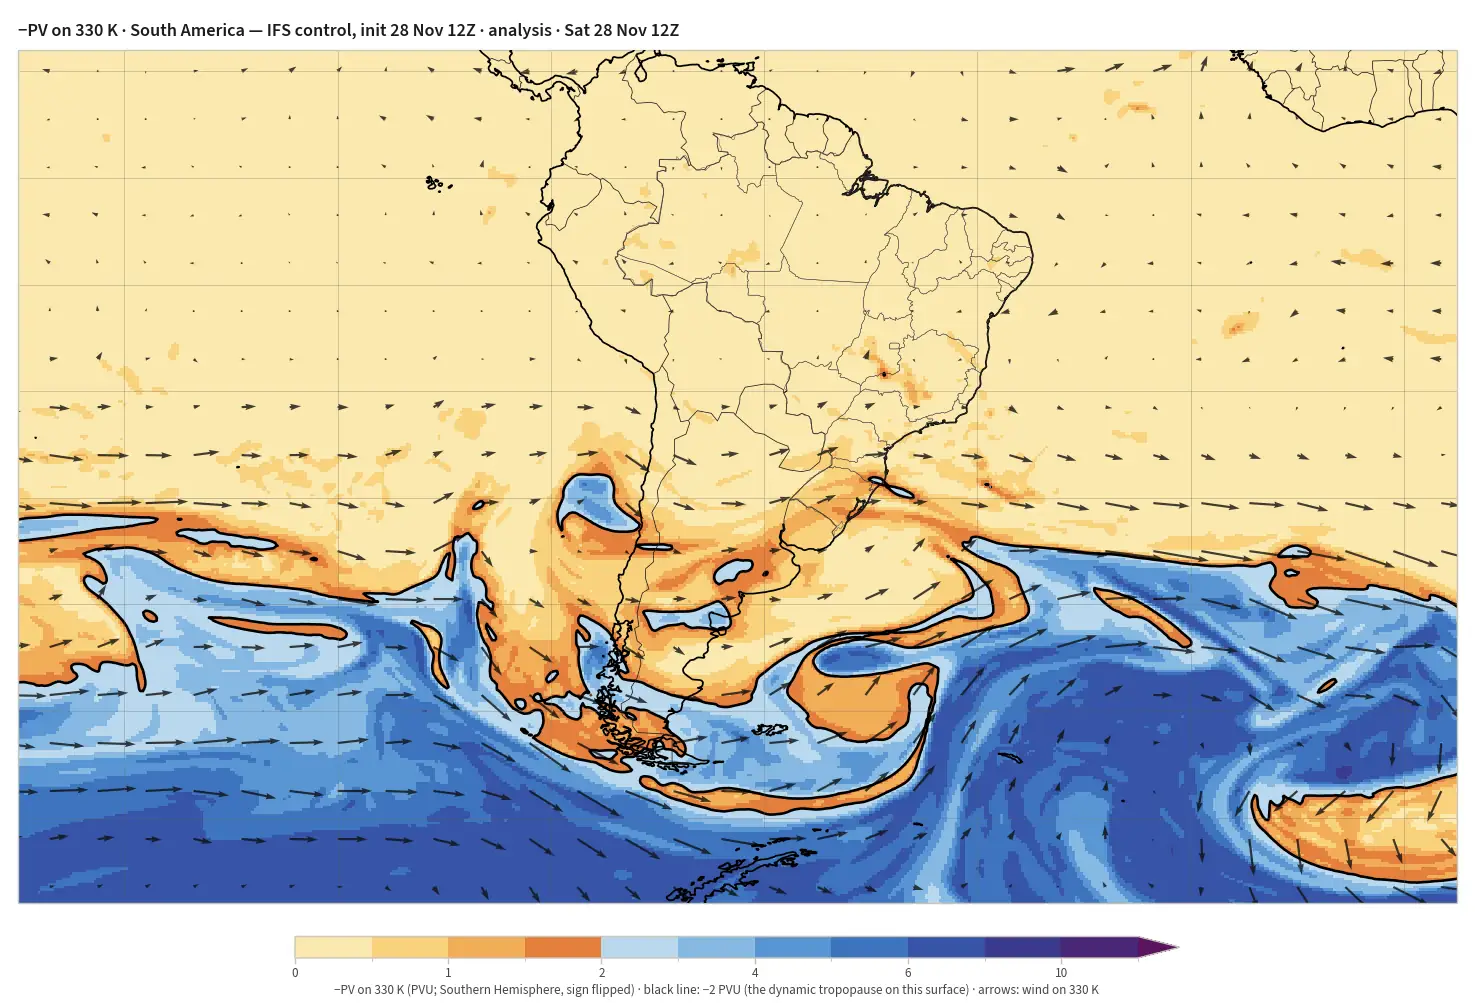 −PV on 330 K · South America — IFS control, init 28 Nov 12Z · analysis · Sat 28 Nov 12Z
0 1 2 4 6 10
−PV on 330 K (PVU; Southern Hemisphere, sign flipped) · black line: −2 PVU (the dynamic tropopause on this surface) · arrows: wind on 330 K